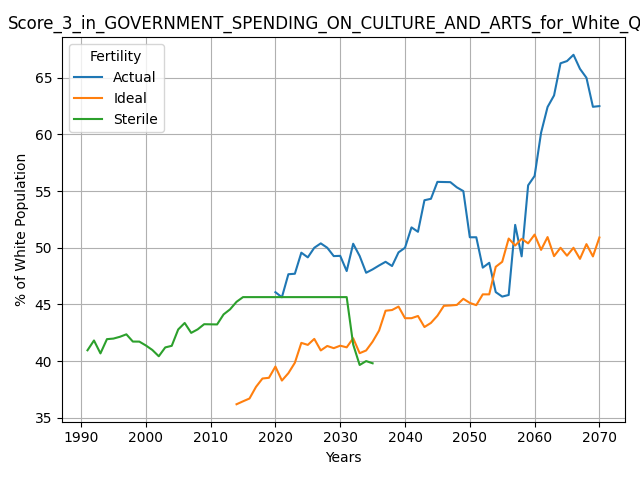 Score_3_in_GOVERNMENT_SPENDING_ON_CULTURE_AND_ARTS_for_White_Q
Fertility
Actual
Ideal
Sterile
% of White Population
65
60
55
50
45
40
35
1990 2000 2010 2020 2030 2040 2050 2060 2070
Years